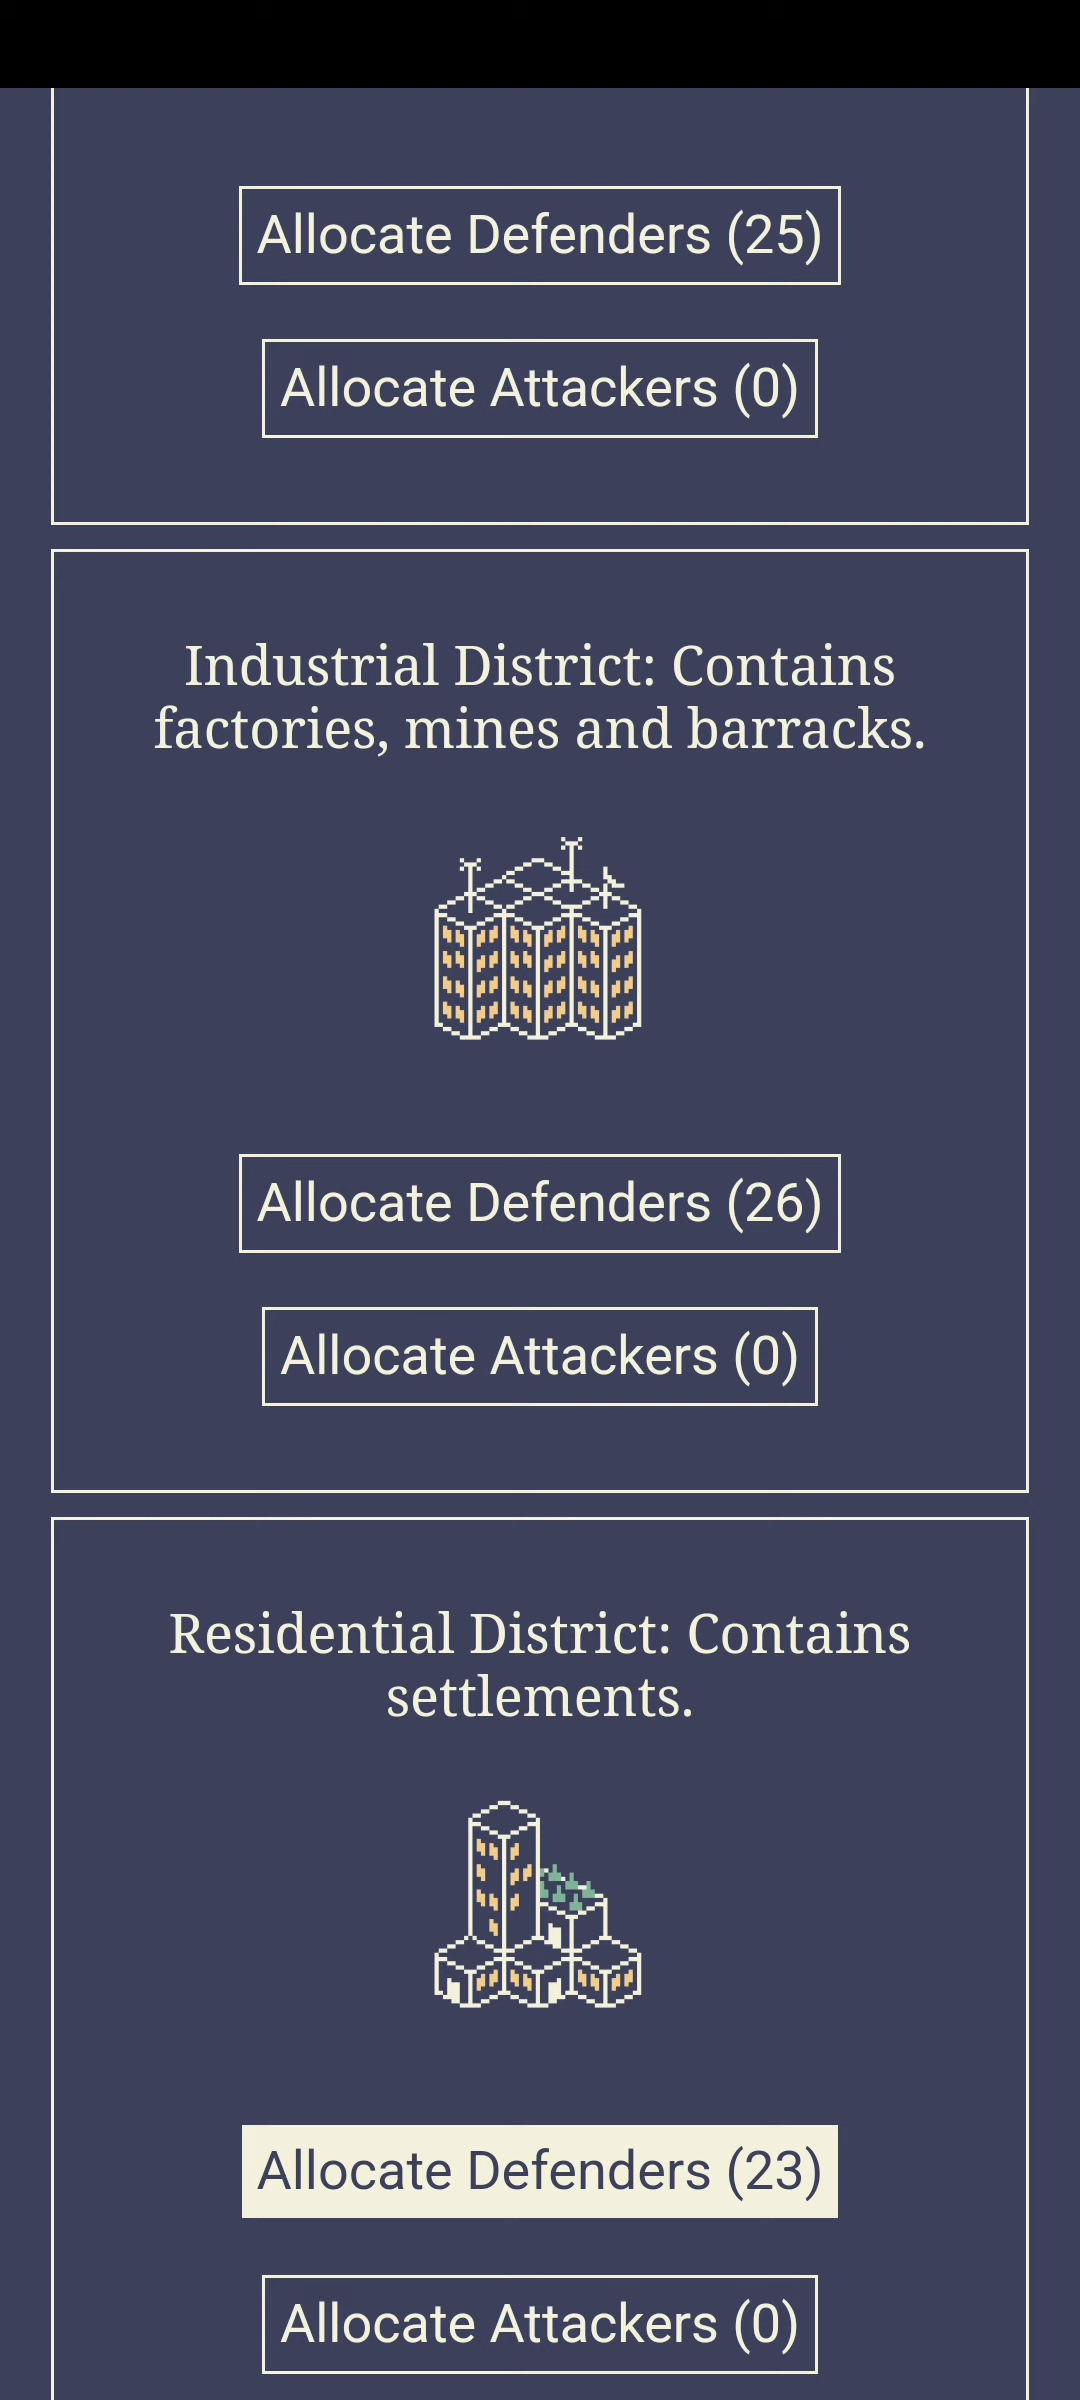 Allocate Defenders (25)
Allocate Attackers (0)
Industrial District: Contains
factories, mines and barracks.
Allocate Defenders (26)
Allocate Attackers (0)
Residential District: Contains
settlements.
Allocate Defenders (23)
Allocate Attackers (0)